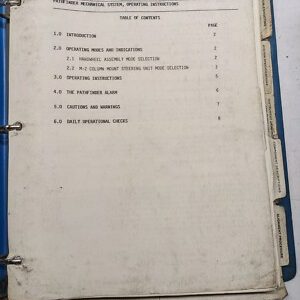 PATHFINDER MECHANICAL SYSTEM, OPERATING INSTRUCTIONS
TABLE OF CONTENTS
PAGE
1.0 INTRODUCTION 2
2.0 OPERATING MODES AND INDICATIONS 2
2.1 HANDWHEEL ASSEMBLY MODE SELECTION 2
2.2 M-2 COLUMN MOUNT STEERING UNIT MODE SELECTION 3
3.0 OPERATING INSTRUCTIONS 5
4.0 THE PATHFINDER ALARM 6
5.0 CAUTIONS AND WARNINGS 7
6.0 DAILY OPERATIONAL CHECKS 8
ALIGNMENT PROCEDURE